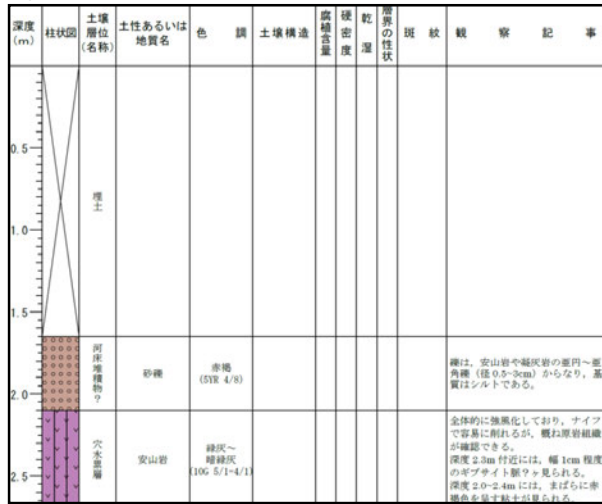 深度
(m)
柱状図
土壌
層位
(名称)
土性あるいは
地質名
色 調
土壌構造
腐植含量
硬密度
乾湿
層界の性状
斑 紋
観 察 記 事
0.5
1.0
1.5
2.0
2.5
埋土
河床堆積物?
砂礫
赤褐
(5YR 4/8)
礫は，安山岩や凝灰岩の亜円～亜
角礫（径0.5~3cm）からなり，基
質はシルトである。
穴水累層
安山岩
緑灰～
暗緑灰
(10G 5/1-4/1)
全体的に強風化しており，ナイフ
で容易に削れるが，概ね原岩組織
が確認できる。
深度2.3m付近には，幅1cm程度
のギブサイト脈？ヶ見られる。
深度2.0~2.4mには，まばらに赤
褐色を呈す粘土が見られる。